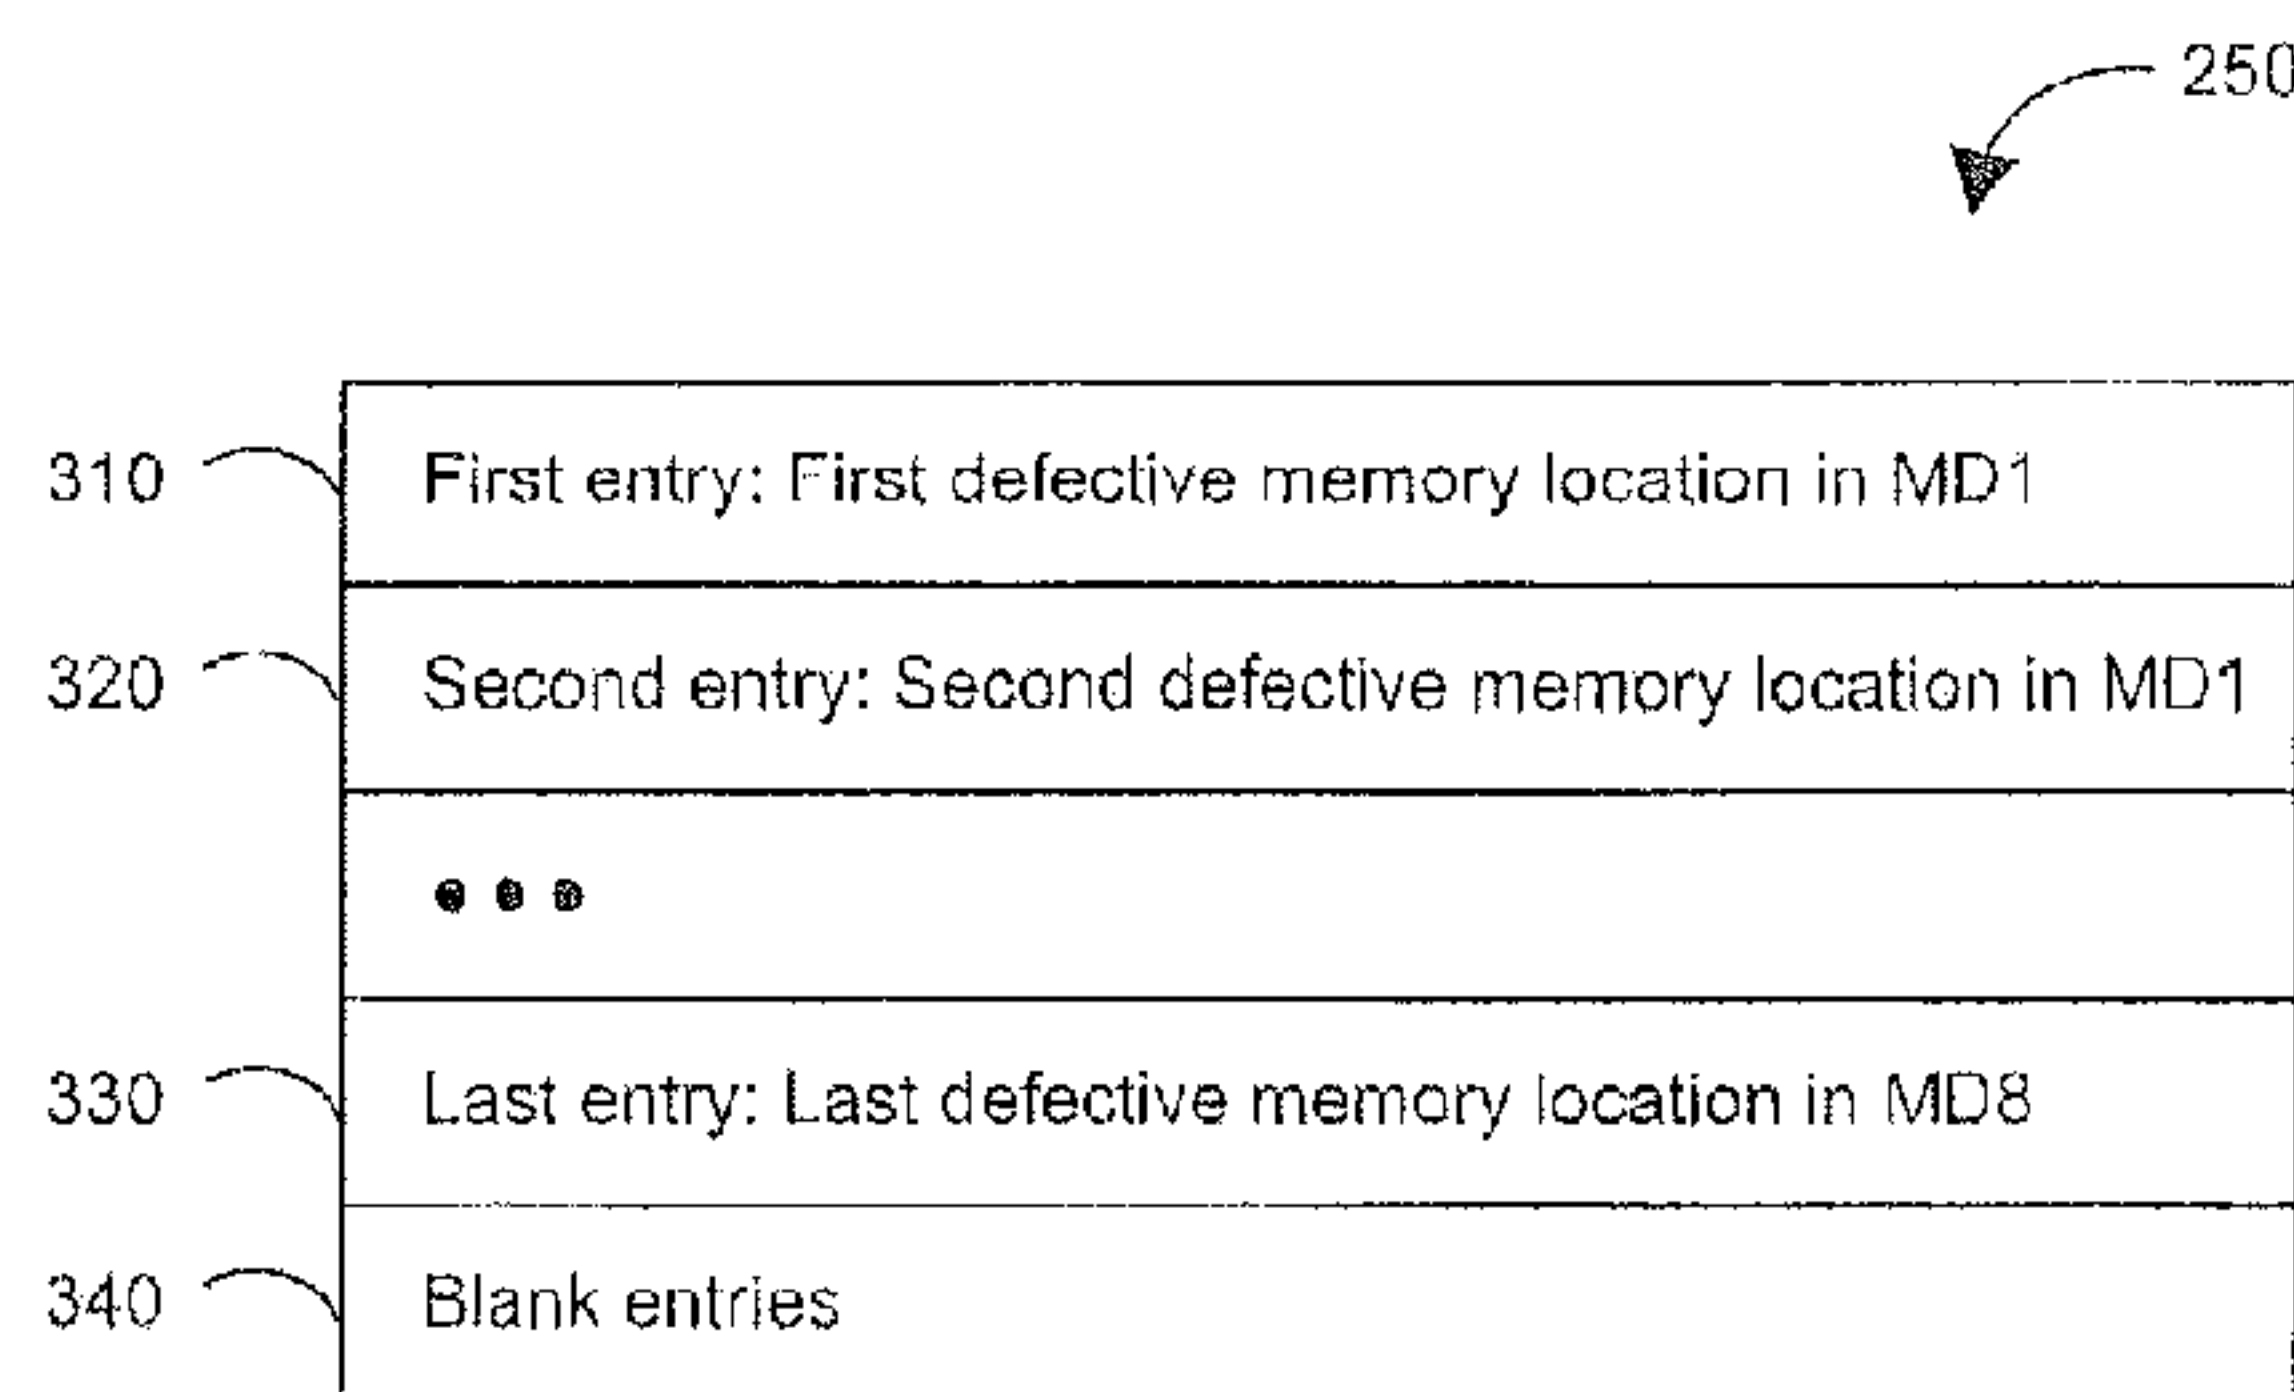 250
310 First entry: First defective memory location in MD1
320 Second entry: Second defective memory location in MD1
330 Last entry: Last defective memory location in MD8
340 Blank entries